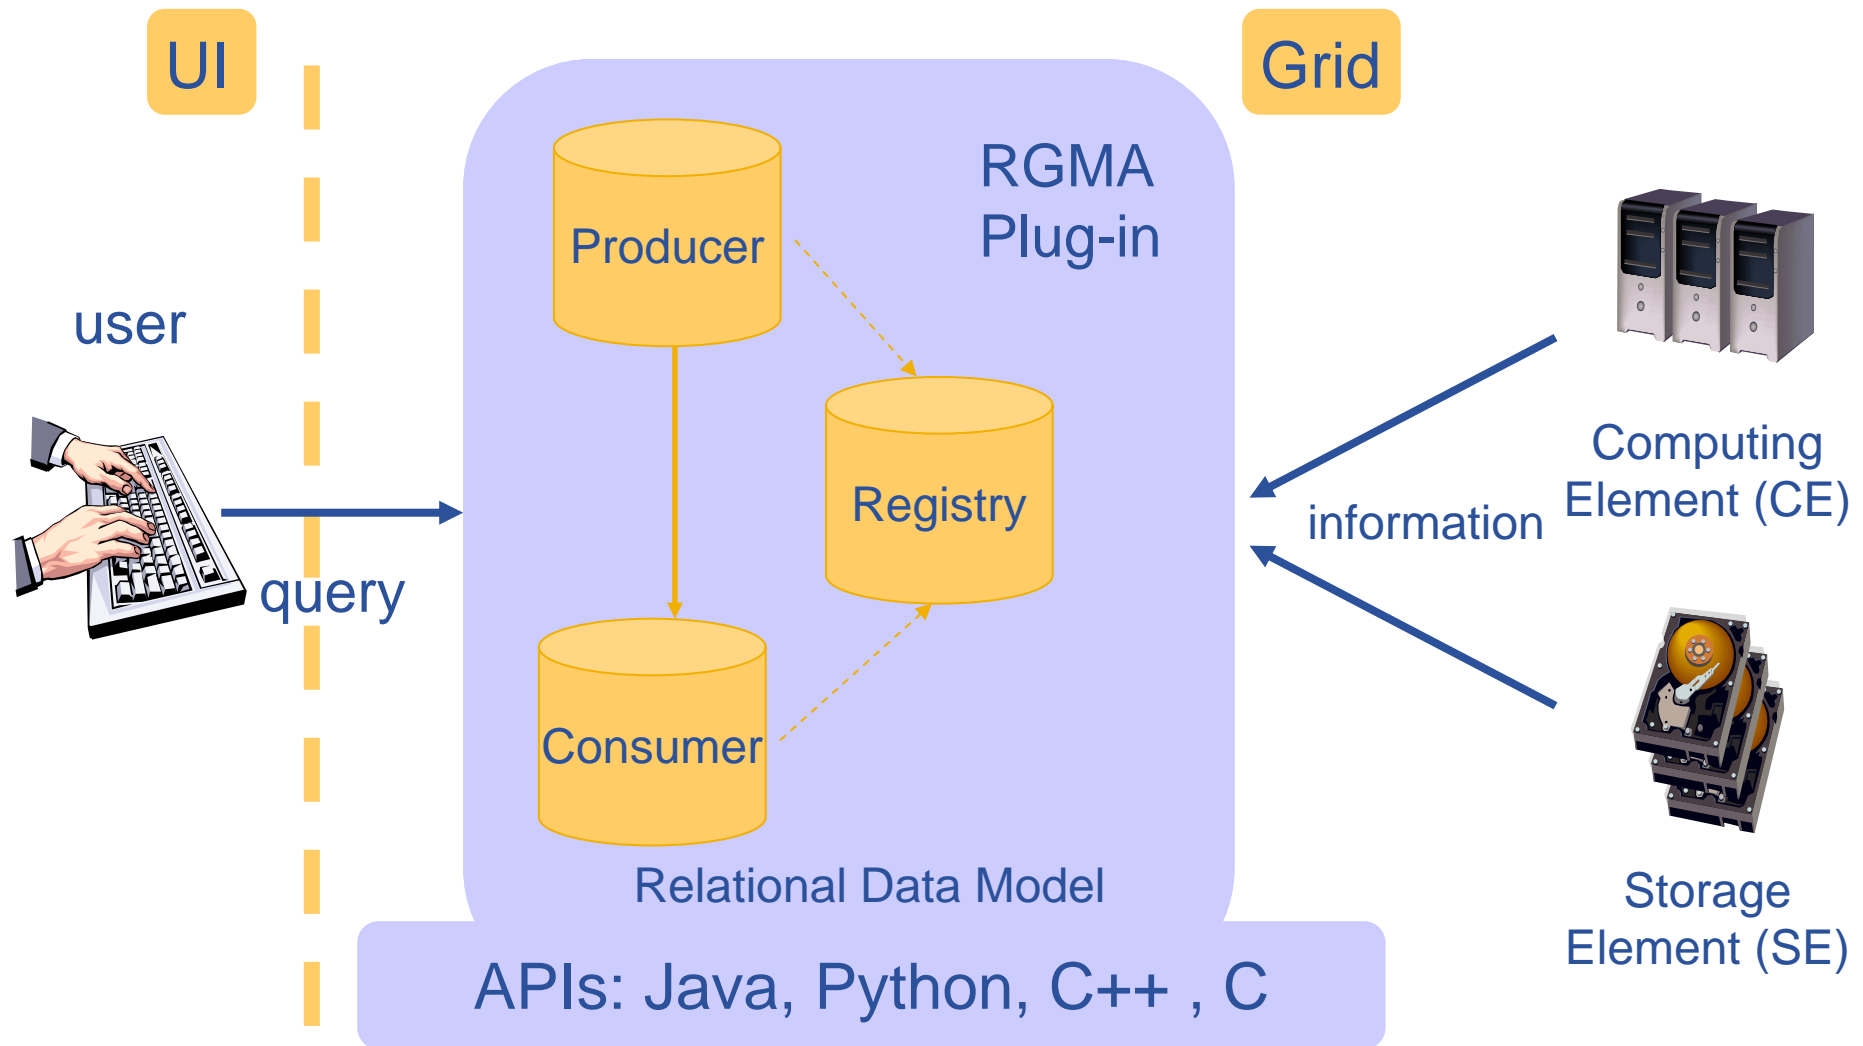 UI
Grid
RGMA
Plug-in
Producer
user
Registry
Computing
Element (CE)
information
query
Consumer
Relational Data Model
Storage
Element (SE)
APIs: Java, Python, C++ , C